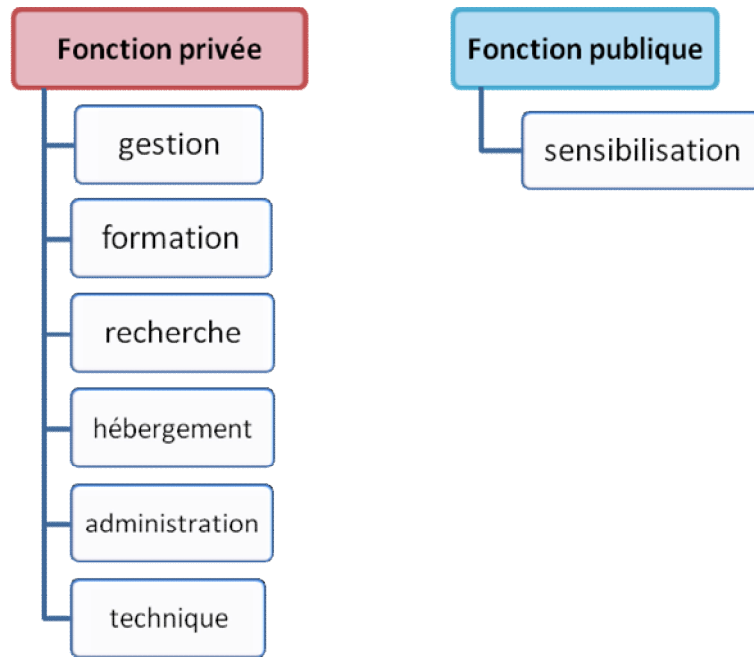 Fonction privée
gestion
formation
recherche
hébergement
administration
technique
Fonction publique
sensibilisation